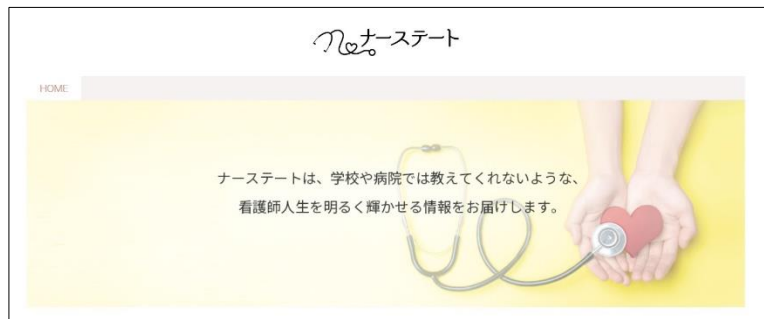 ナーステート
HOME
ナーステートは、学校や病院では教えてくれないような、
看護師人生を明るく輝かせる情報をお届けします。